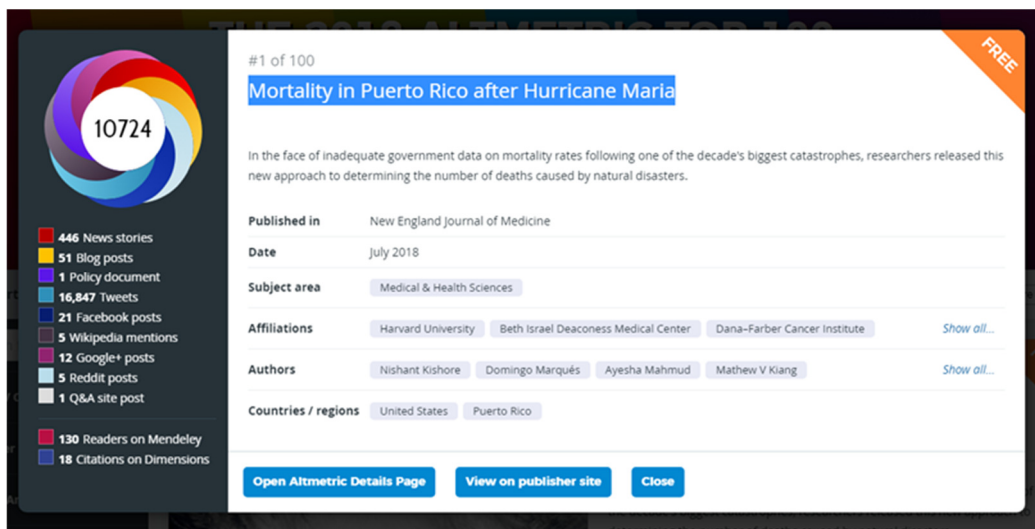 THE 2018 ALTMETRIC TOP 100
#1 of 100
FREE
Mortality in Puerto Rico after Hurricane Maria
10724
In the face of inadequate government data on mortality rates following one of the decade's biggest catastrophes, researchers released this
new approach to determining the number of deaths caused by natural disasters.
446 News stories
51 Blog posts
1 Policy document
16,847 Tweets
21 Facebook posts
5 Wikipedia mentions
12 Google+ posts
5 Reddit posts
1 Q&A site post
130 Readers on Mendeley
18 Citations on Dimensions
Published in New England Journal of Medicine
Date July 2018
Subject area Medical & Health Sciences
Affiliations Harvard University Beth Israel Deaconess Medical Center Dana–Farber Cancer Institute Show all...
Authors Nishant Kishore Domingo Marqués Ayesha Mahmud Mathew V Kiang Show all...
Countries / regions United States Puerto Rico
Open Altmetric Details Page View on publisher site Close